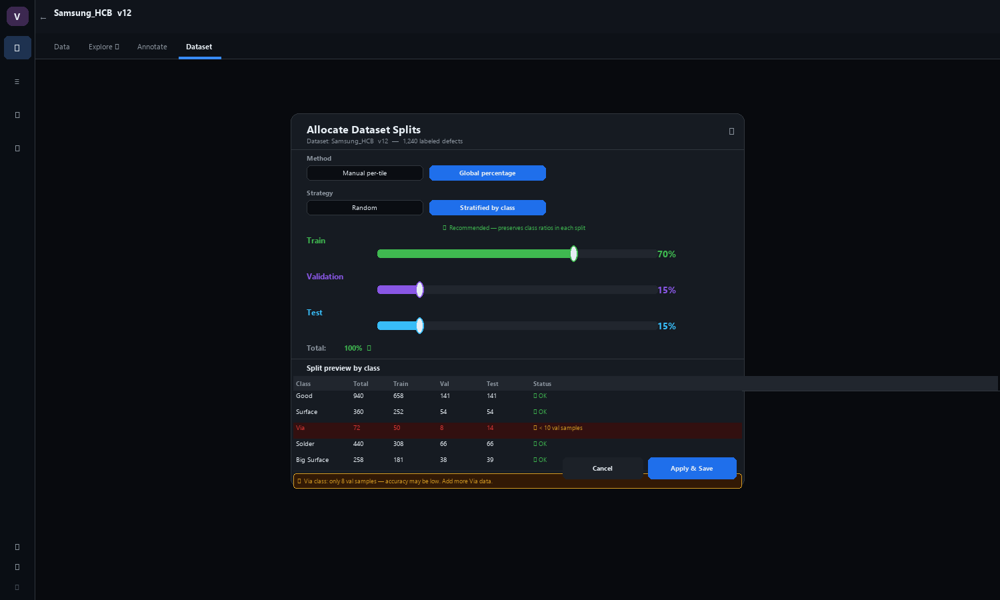 V
← Samsung_HCB v12
Data Explore Annotate Dataset
Allocate Dataset Splits
Dataset: Samsung_HCB v12 — 1,240 labeled defects
Method
Manual per-tile Global percentage
Strategy
Random Stratified by class
Recommended — preserves class ratios in each split
Train
70%
Validation
15%
Test
15%
Total: 100%
Split preview by class
Class Total Train Val Test Status
Good 940 658 141 141 OK
Surface 360 252 54 54 OK
Via 72 50 8 14 < 10 val samples
Solder 440 308 66 66 OK
Big Surface 258 181 38 39 OK
Cancel Apply & Save
Via class: only 8 val samples — accuracy may be low. Add more Via data.